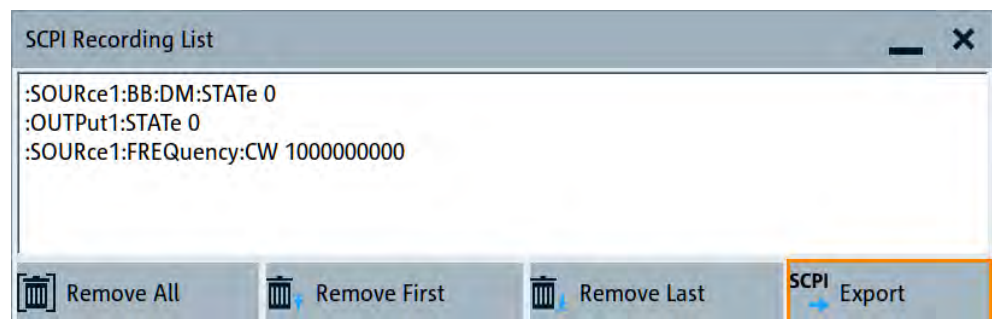 SCPI Recording List
:SOURce1:BB:DM:STATe 0
:OUTPut1:STATe 0
:SOURce1:FREQuency:CW 1000000000
Remove All
Remove First
Remove Last
SCPI
Export